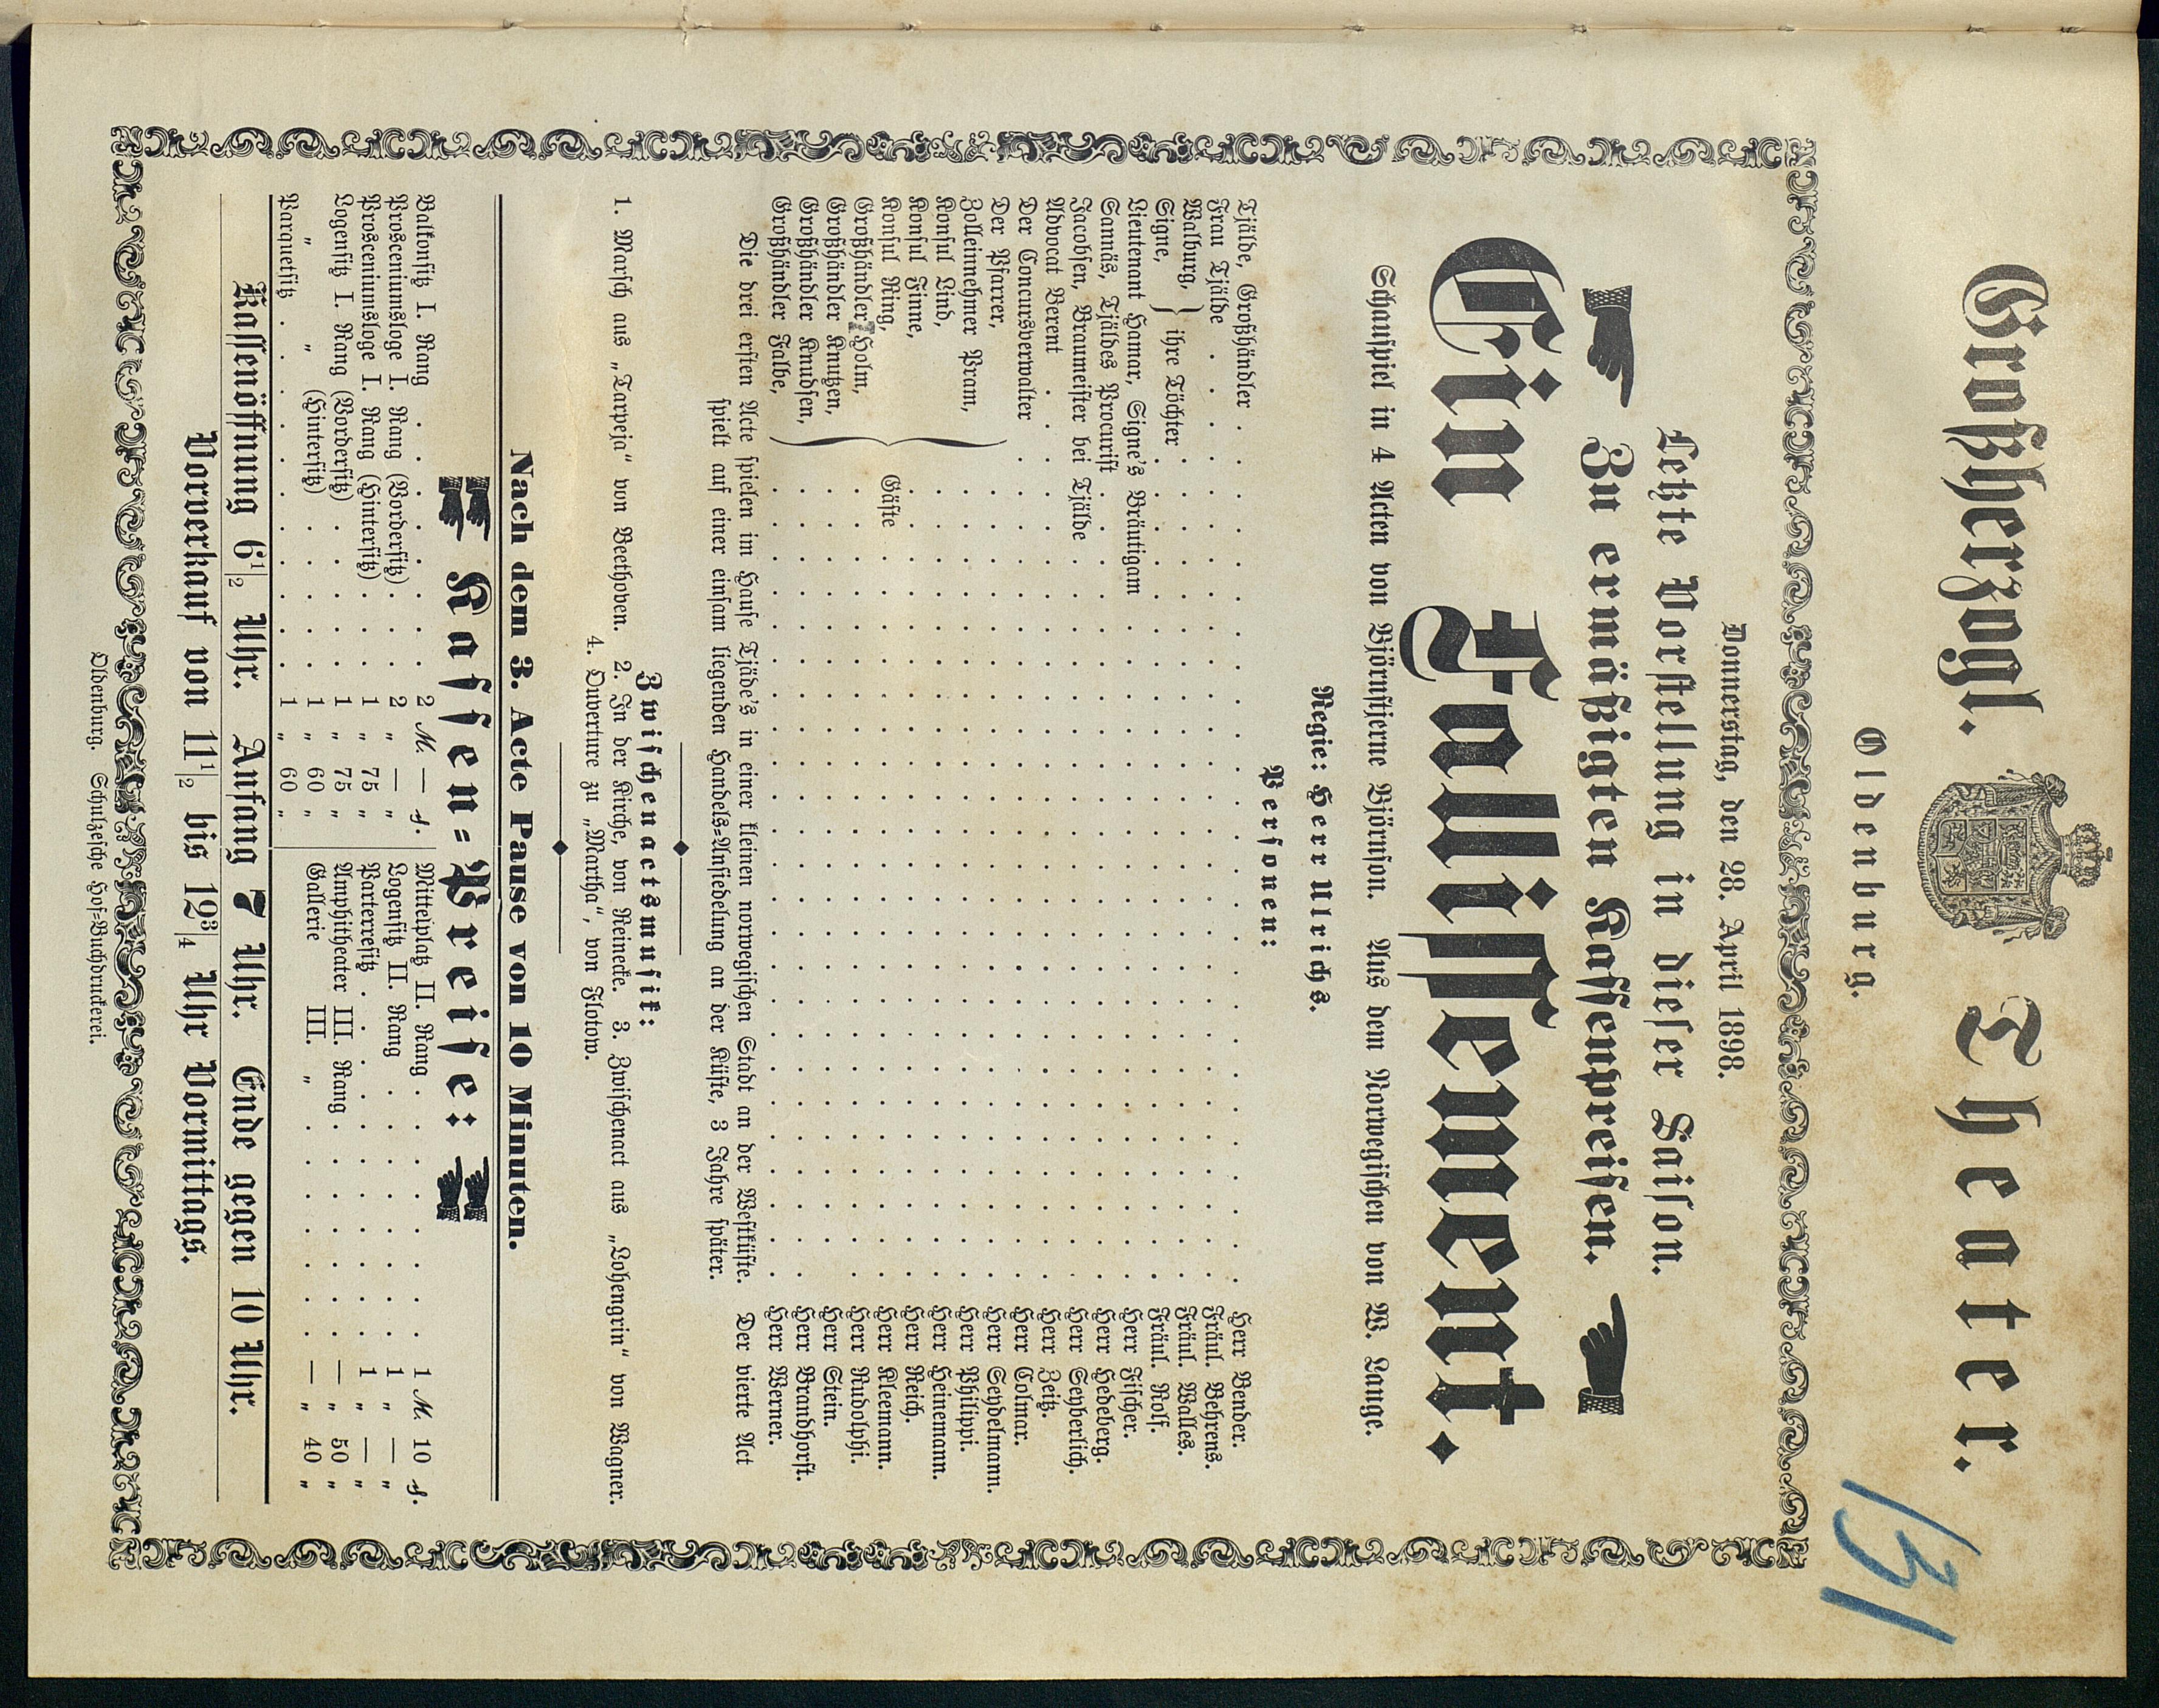 Großherzogl. Theater.
131
Oldenburg.
Donnerstag, den 28. April 1898.
Letzte Vorstellung in dieser Saison.
Zu ermäßigten Kassenpreisen.
Ein Fallissement.
Schauspiel in 4 Acten von Björnstjerne Björnson. Aus dem Norwegischen von W. Lange.
Regie: Herr Ulrichs.
Personen:
Tjälde, Großhändler . . . Herr Bender.
Frau Tjälde . . . Fräul. Behrens.
Walburg, } ihre Töchter . . . Fräul. Walles.
Signe, } . . . Fräul. Rolf.
Lieutenant Hamar, Signe's Bräutigam . . . Herr Fischer.
Sannäs, Tjäldes Procurist . . . Herr Hedeberg.
Jacobsen, Braumeister bei Tjälde . . . Herr Seyberlich.
Advocat Berent . . . Herr Zeitz.
Der Concursverwalter . . . Herr Colmar.
Der Pfarrer, } Gäste . . . Herr Seydelmann.
Zolleinnehmer Pram, . . . Herr Philippi.
Konsul Lind, . . . Herr Heinemann.
Konsul Finne, . . . Herr Reich.
Konsul Ring, . . . Herr Kleemann.
Großhändler Holm, . . . Herr Rudolphi.
Großhändler Knutzen, . . . Herr Stein.
Großhändler Knudsen, . . . Herr Brandhorst.
Großhändler Falbe, . . . Herr Werner.
Die drei ersten Acte spielen im Hause Tjäde's in einer kleinen norwegischen Stadt an der Westküste. Der vierte Act
spielt auf einer einsam liegenden Handels=Ansiedelung an der Küste, 3 Jahre später.
Zwischenactsmusik:
1. Marsch aus „Tarpeja“ von Beethoven. 2. In der Kirche, von Reinecke. 3. Zwischenact aus „Lohengrin“ von Wagner.
4. Ouverture zu „Martha“, von Flotow.
Nach dem 3. Acte Pause von 10 Minuten.
Kassen=Preise:
Balkonsitz I. Rang . . . 2 M. — ₰.
Prosceniumsloge I. Rang (Vordersitz) . . . 2 „ — „
Prosceniumsloge I. Rang (Hintersitz) . . . 1 „ 75 „
Logensitz I. Rang (Vordersitz) . . . 1 „ 75 „
„ „ (Hintersitz) . . . 1 „ 60 „
Parquetsitz . . . 1 „ 60 „
Mittelplatz II. Rang . . . 1 M. 10 ₰.
Logensitz II. Rang . . . 1 „ — „
Parterresitz . . . 1 „ — „
Amphitheater III. Rang . . . — „ 50 „
Gallerie III. „ . . . — „ 40 „
Kassenöffnung 6 1/2 Uhr. Anfang 7 Uhr. Ende gegen 10 Uhr.
Vorverkauf von 11 1/2 bis 12 3/4 Uhr Vormittags.
Oldenburg. Schulzesche Hof=Buchdruckerei.